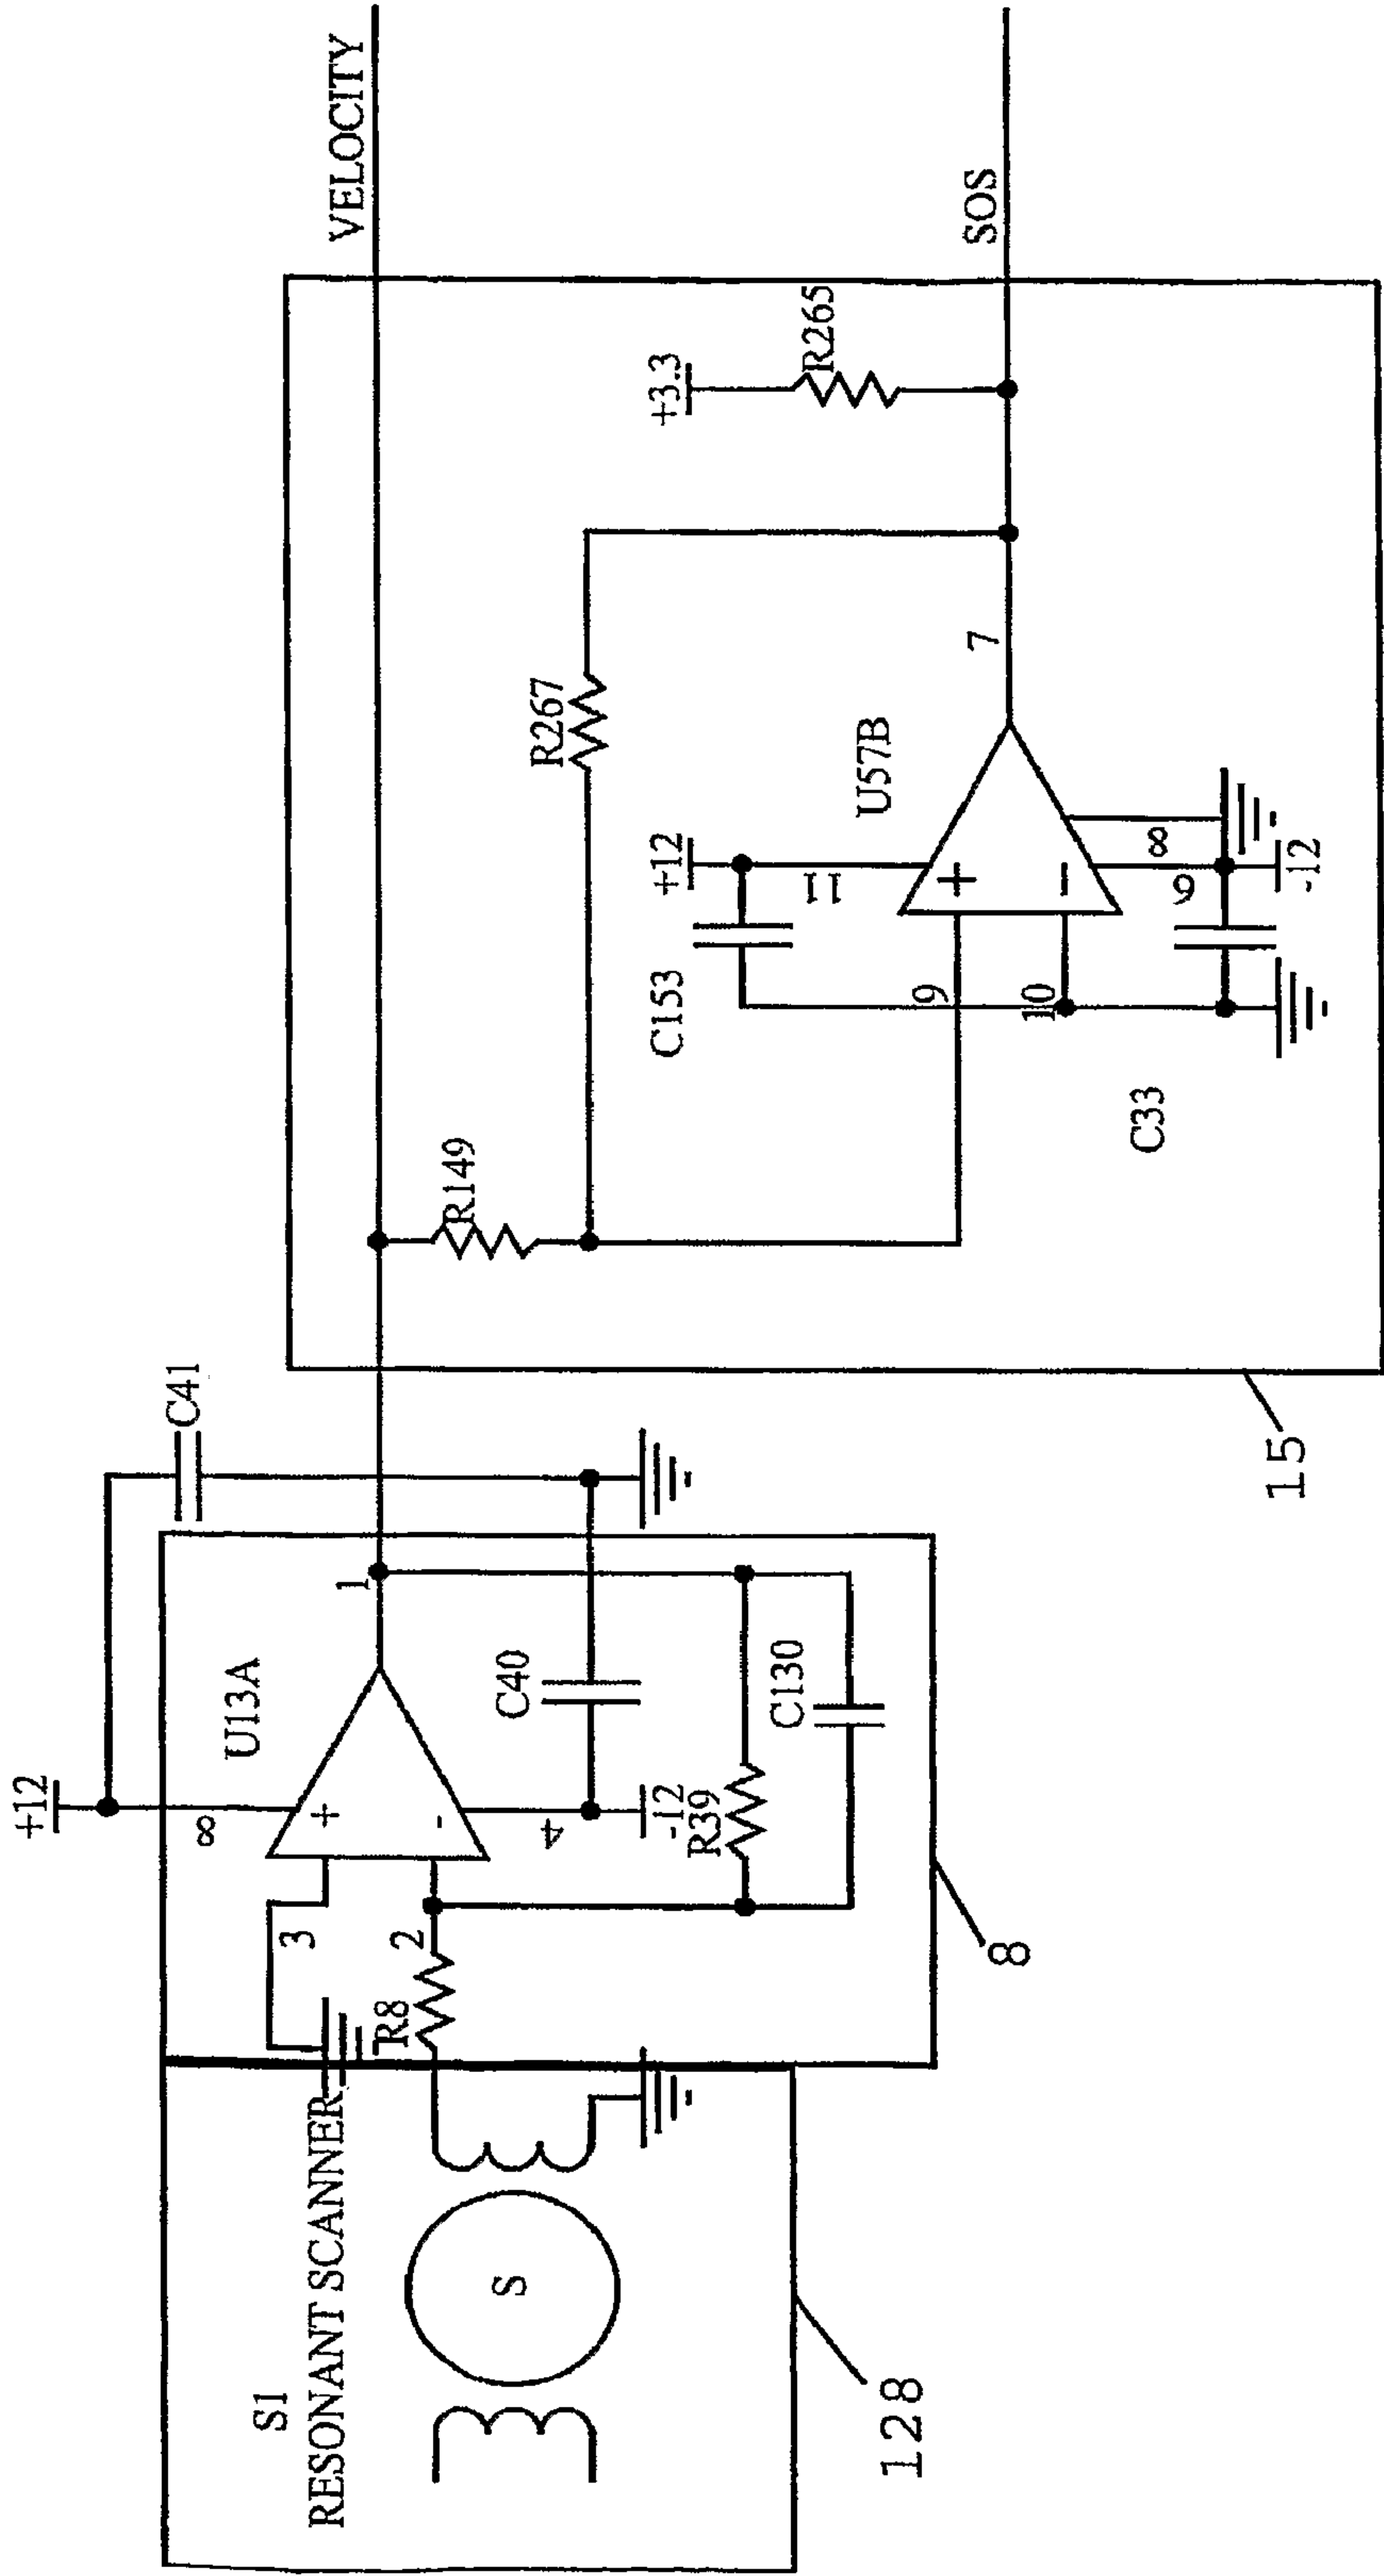 S1
RESONANT SCANNER
S
128
+12
8
3
2
R8
U13A
+
-
1
4
-12
C40
R39
C130
8
C41
15
R149
R267
C153
+12
11
9
10
+
-
U57B
7
8
6
-12
C33
+3.3
R265
VELOCITY
SOS